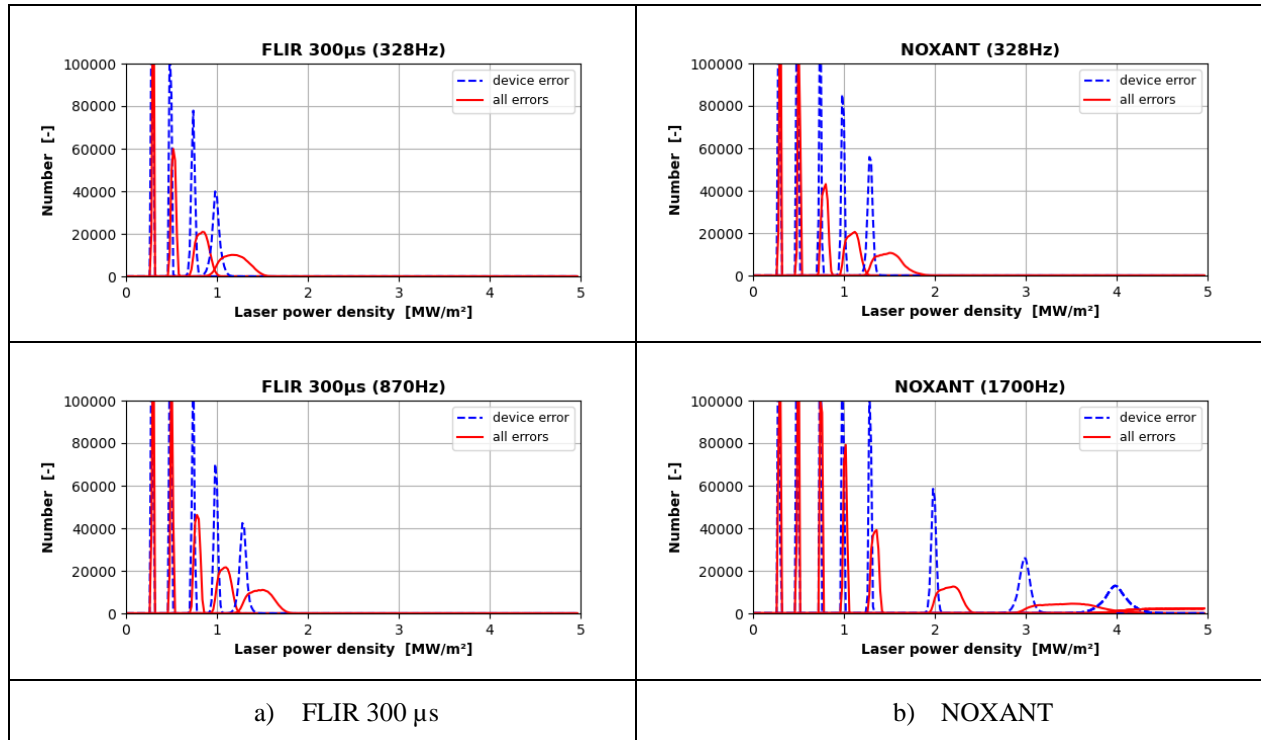 FLIR 300µs (328Hz)
100000
80000
60000
40000
20000
0
Number [-]
device error
all errors
0 1 2 3 4 5
Laser power density [MW/m²]
NOXANT (328Hz)
100000
80000
60000
40000
20000
0
Number [-]
device error
all errors
0 1 2 3 4 5
Laser power density [MW/m²]
FLIR 300µs (870Hz)
100000
80000
60000
40000
20000
0
Number [-]
device error
all errors
0 1 2 3 4 5
Laser power density [MW/m²]
NOXANT (1700Hz)
100000
80000
60000
40000
20000
0
Number [-]
device error
all errors
0 1 2 3 4 5
Laser power density [MW/m²]
a) FLIR 300 µs
b) NOXANT